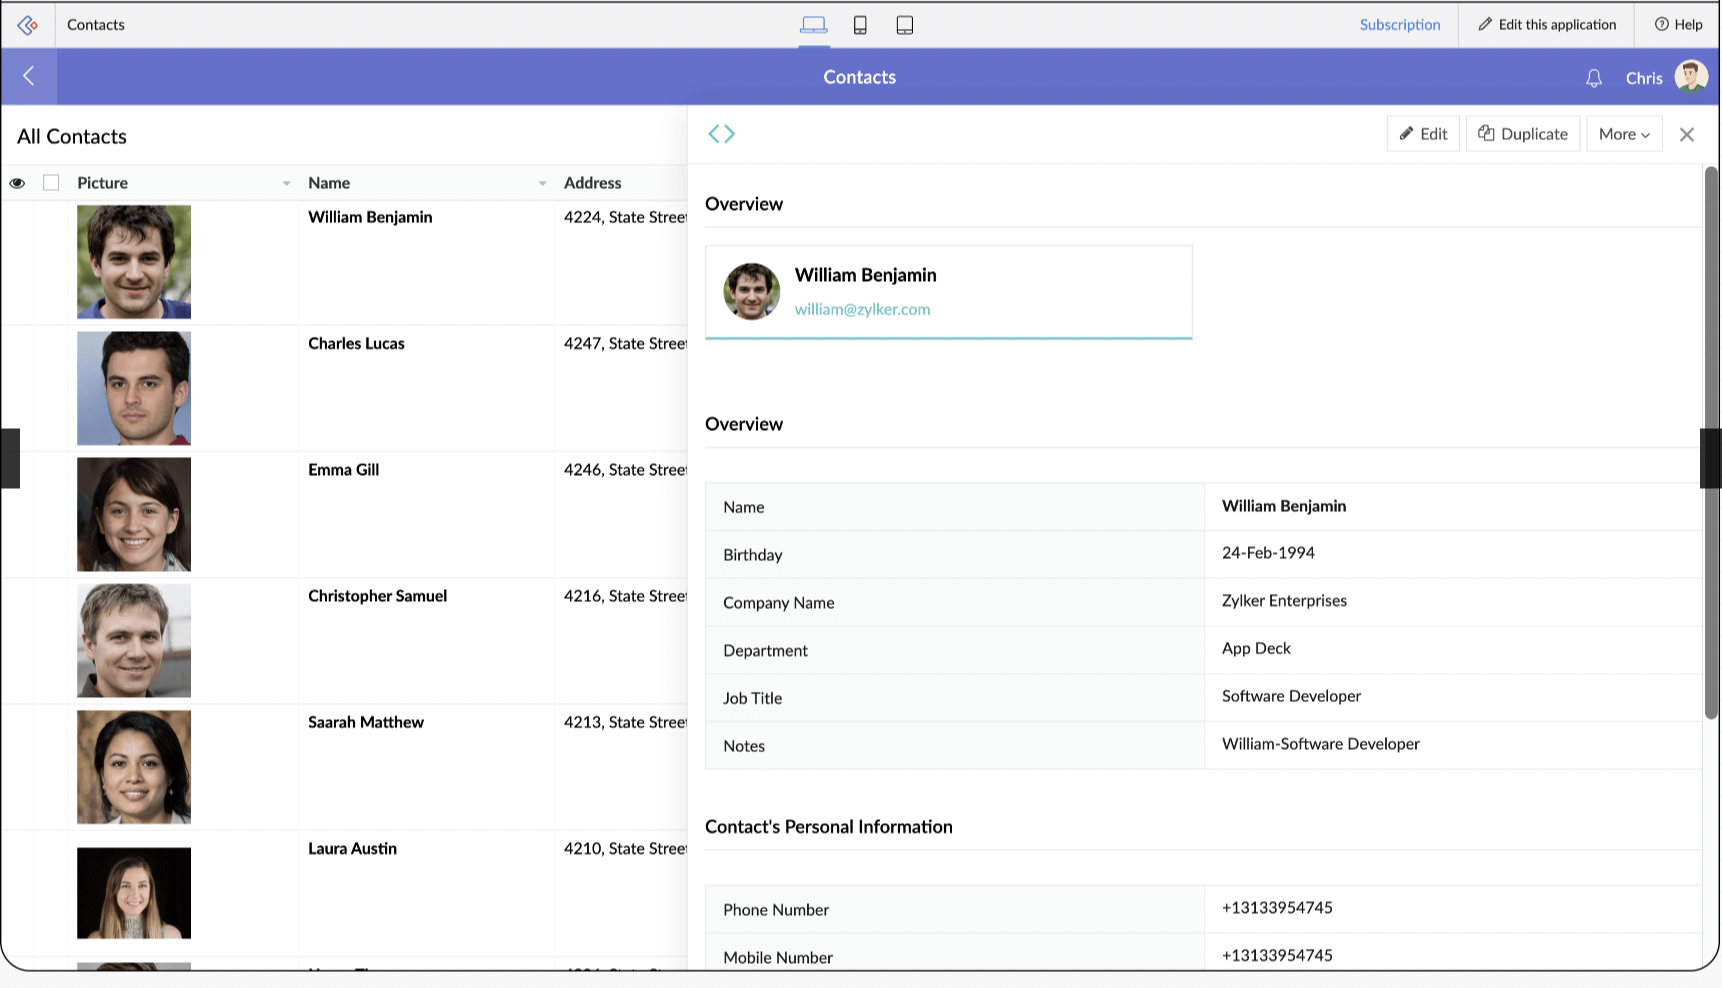 Contacts
Subscription
Edit this application
Help
Contacts
Chris
All Contacts
Edit
Duplicate
More
Picture
Name
Address
Overview
William Benjamin
4224, State Street
William Benjamin
william@zylker.com
Charles Lucas
4247, State Street
Overview
Emma Gill
4246, State Street
Name
William Benjamin
Birthday
24-Feb-1994
Company Name
Zylker Enterprises
Christopher Samuel
4216, State Street
Department
App Deck
Job Title
Software Developer
Saarah Matthew
4213, State Street
Notes
William-Software Developer
Contact's Personal Information
Laura Austin
4210, State Street
Phone Number
+13133954745
Mobile Number
+13133954745